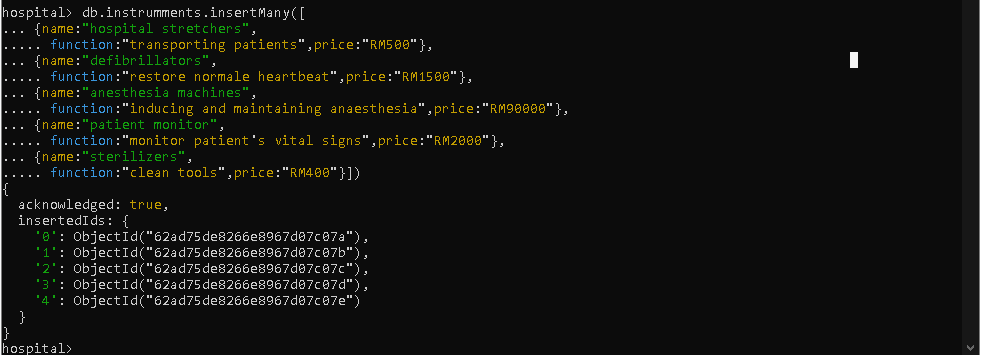 hospital> db.instrumments.insertMany([
... {name:"hospital stretchers",
..... function:"transporting patients",price:"RM500"},
... {name:"defibrillators",
..... function:"restore normale heartbeat",price:"RM1500"},
... {name:"anesthesia machines",
..... function:"inducing and maintaining anaesthesia",price:"RM90000"},
... {name:"patient monitor",
..... function:"monitor patient's vital signs",price:"RM2000"},
... {name:"sterilizers",
..... function:"clean tools",price:"RM400"}])
{
  acknowledged: true,
  insertedIds: {
    '0': ObjectId("62ad75de8266e8967d07c07a"),
    '1': ObjectId("62ad75de8266e8967d07c07b"),
    '2': ObjectId("62ad75de8266e8967d07c07c"),
    '3': ObjectId("62ad75de8266e8967d07c07d"),
    '4': ObjectId("62ad75de8266e8967d07c07e")
  }
}
hospital>